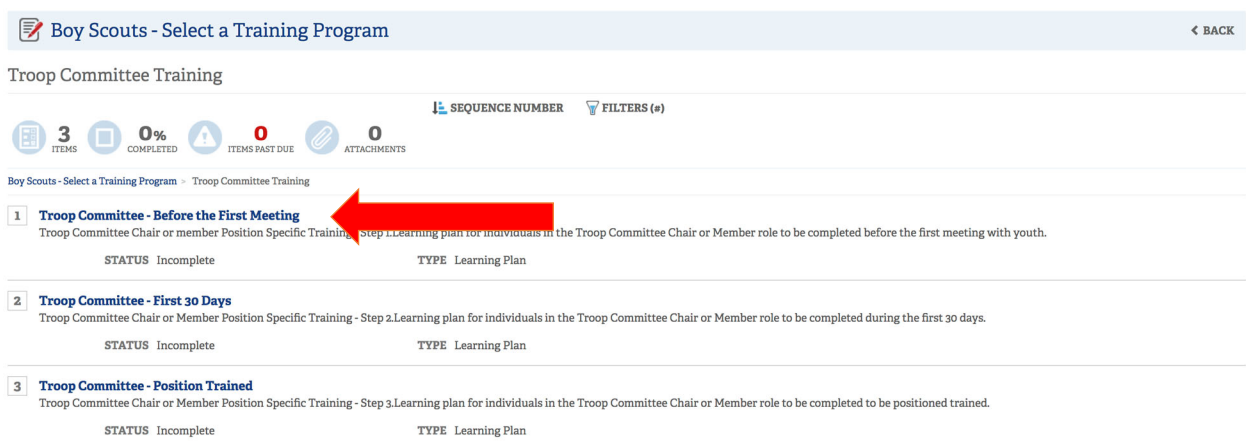 Boy Scouts - Select a Training Program
BACK
Troop Committee Training
SEQUENCE NUMBER FILTERS (#)
3 ITEMS 0% COMPLETED 0 ITEMS PAST DUE 0 ATTACHMENTS
Boy Scouts - Select a Training Program > Troop Committee Training
1 Troop Committee - Before the First Meeting
Troop Committee Chair or member Position Specific Training - Step 1.Learning plan for individuals in the Troop Committee Chair or Member role to be completed before the first meeting with youth.
STATUS Incomplete TYPE Learning Plan
2 Troop Committee - First 30 Days
Troop Committee Chair or Member Position Specific Training - Step 2.Learning plan for individuals in the Troop Committee Chair or Member role to be completed during the first 30 days.
STATUS Incomplete TYPE Learning Plan
3 Troop Committee - Position Trained
Troop Committee Chair or Member Position Specific Training - Step 3.Learning plan for individuals in the Troop Committee Chair or Member role to be completed to be positioned trained.
STATUS Incomplete TYPE Learning Plan